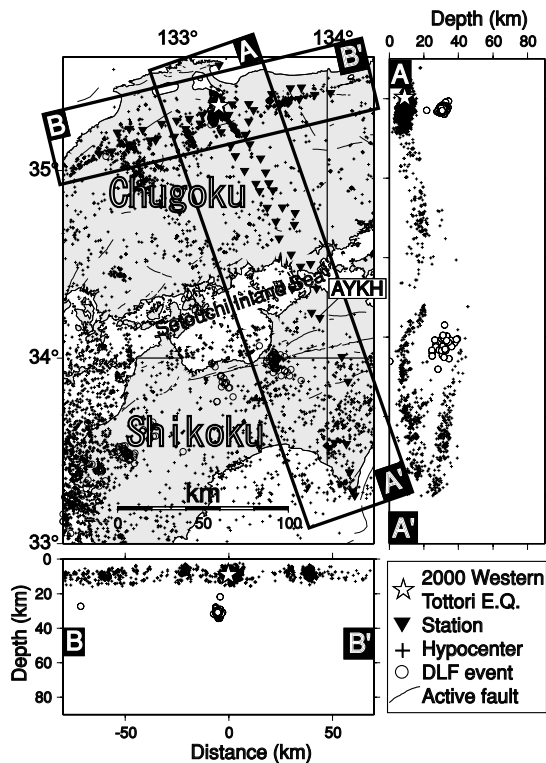 Depth (km)
133° 134° 0 20 40 60 80
A B' A
B
35°
Chugoku
Setouchi Inland Sea
AYKH
34°
Shikoku
km
0 50 100
A'
33°
A'
Depth (km)
0
20
40
60
80
B B'
-50 0 50
Distance (km)
2000 Western
Tottori E.Q.
Station
Hypocenter
DLF event
Active fault